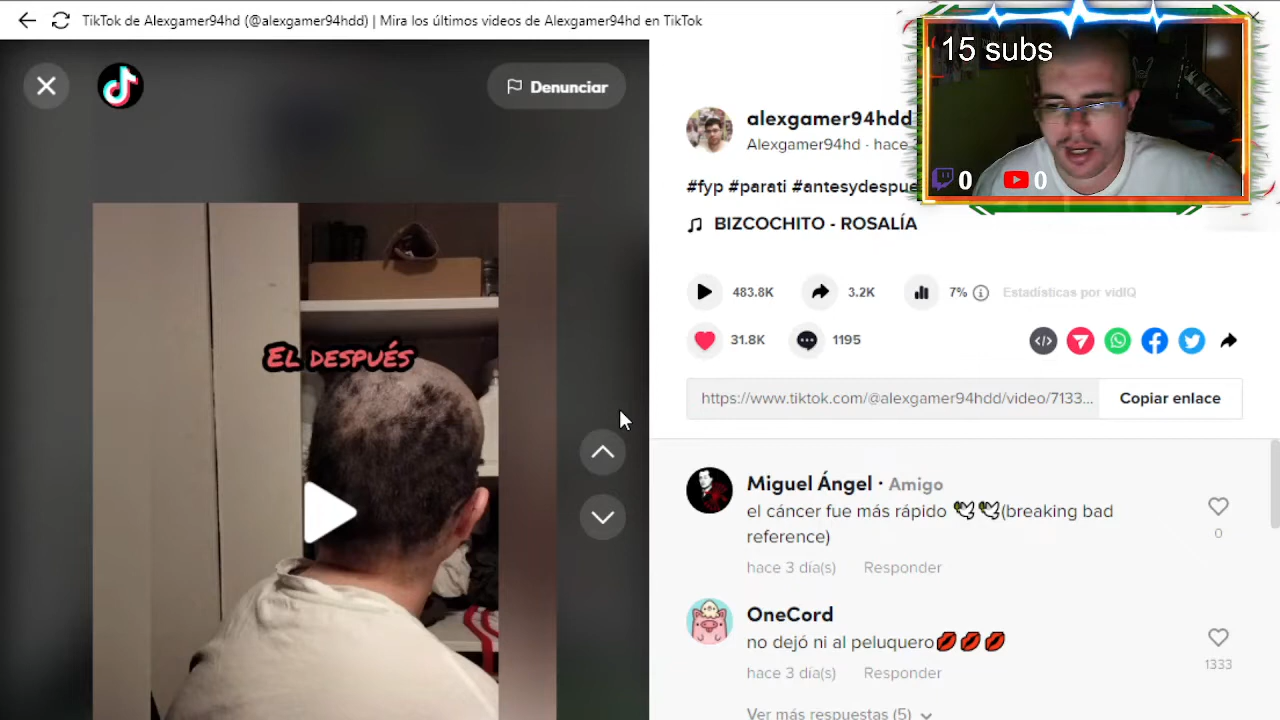 TikTok de Alexgamer94hd (@alexgamer94hdd) | Mira los últimos videos de Alexgamer94hd en TikTok
15 subs
Denunciar
alexgamer94hdd
Alexgamer94hd · hace
#fyp #parati #antesydespue
BIZCOCHITO - ROSALÍA
0
0
483.8K
3.2K
7%
Estadísticas por vidIQ
31.8K
1195
EL DESPUÉS
https://www.tiktok.com/@alexgamer94hdd/video/7133...
Copiar enlace
Miguel Ángel · Amigo
el cáncer fue más rápido 🕊🕊(breaking bad
reference)
0
hace 3 día(s)
Responder
OneCord
no dejó ni al peluquero💋💋💋
1333
hace 3 día(s)
Responder
Ver más respuestas (5)